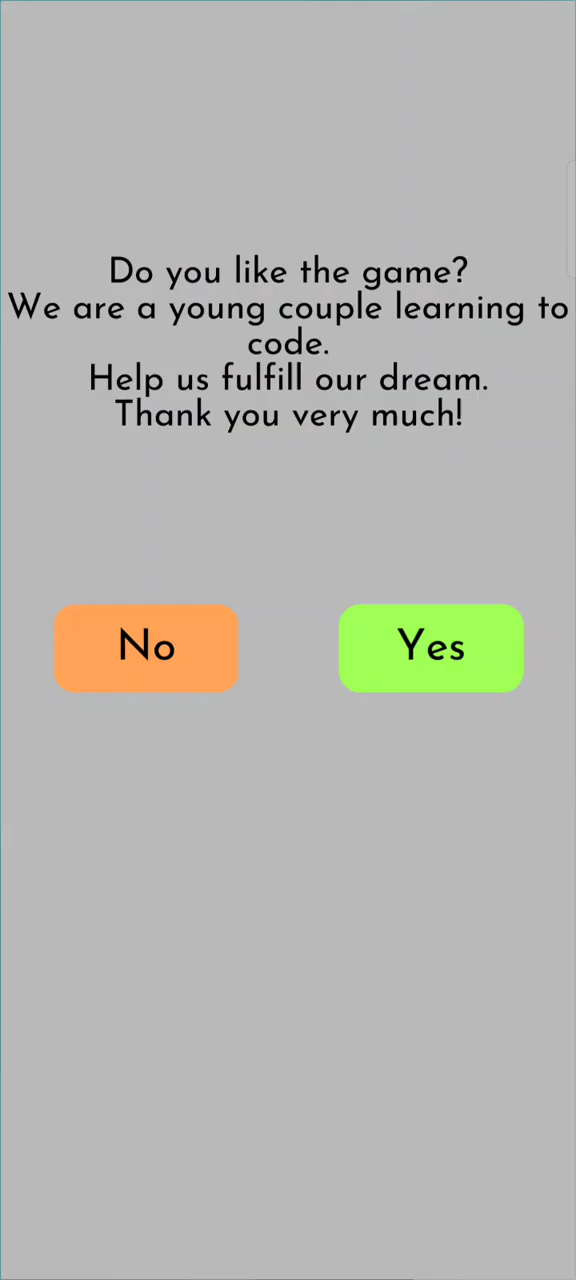 Do you like the game?
We are a young couple learning to
code.
Help us fulfill our dream.
Thank you very much!
No
Yes